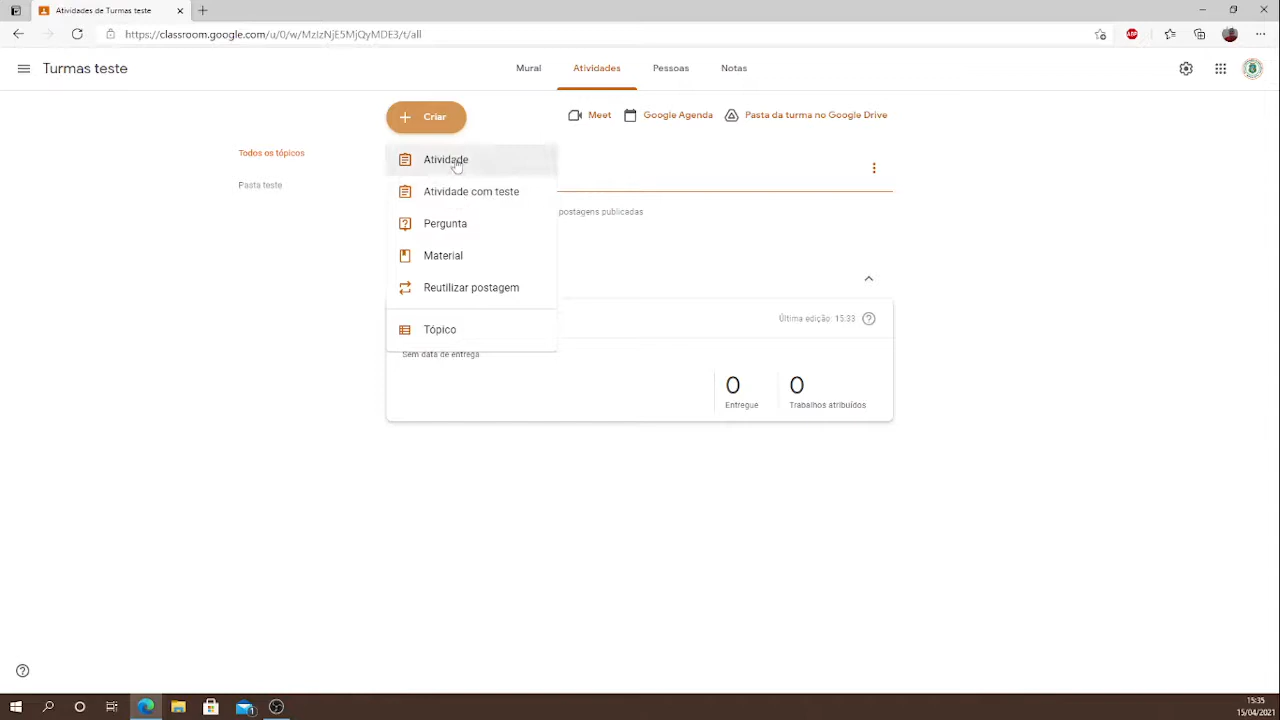 Atividades de Turmas teste
https://classroom.google.com/u/0/w/MzIzNjE5MjQyMDE3/t/all
Turmas teste
Mural
Atividades
Pessoas
Notas
Criar
Meet
Google Agenda
Pasta da turma no Google Drive
Todos os tópicos
Pasta teste
Atividade
Atividade com teste
Pergunta
Material
Reutilizar postagem
Tópico
postagens publicadas
Última edição: 15:33
Sem data de entrega
0
Entregue
0
Trabalhos atribuídos
ABP
1
15:35
15/04/2021